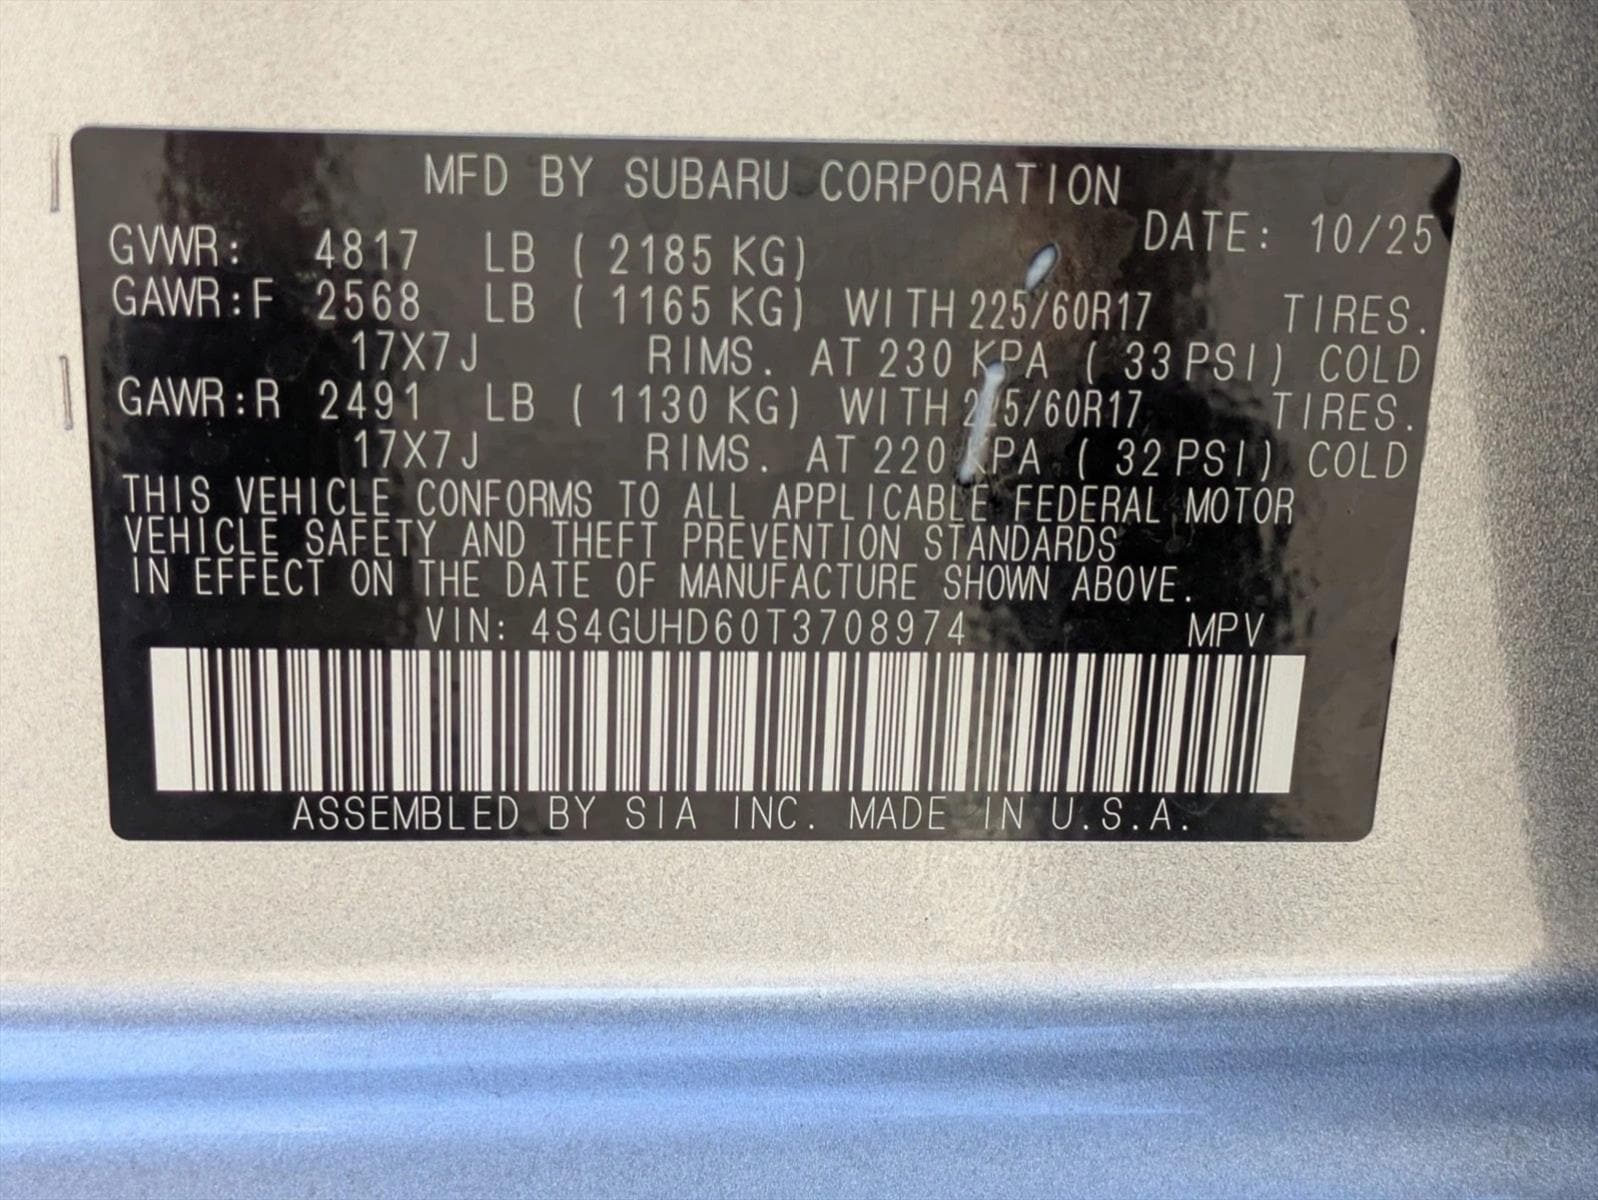 MFD BY SUBARU CORPORATION
DATE: 10/25
GVWR: 4817 LB ( 2185 KG)
GAWR:F 2568 LB ( 1165 KG) WITH 225/60R17 TIRES.
17X7J RIMS. AT 230 KPA ( 33 PSI) COLD
GAWR:R 2491 LB ( 1130 KG) WITH 225/60R17 TIRES.
17X7J RIMS. AT 220 KPA ( 32 PSI) COLD
THIS VEHICLE CONFORMS TO ALL APPLICABLE FEDERAL MOTOR
VEHICLE SAFETY AND THEFT PREVENTION STANDARDS
IN EFFECT ON THE DATE OF MANUFACTURE SHOWN ABOVE.
VIN: 4S4GUHD60T3708974 MPV
ASSEMBLED BY SIA INC. MADE IN U.S.A.